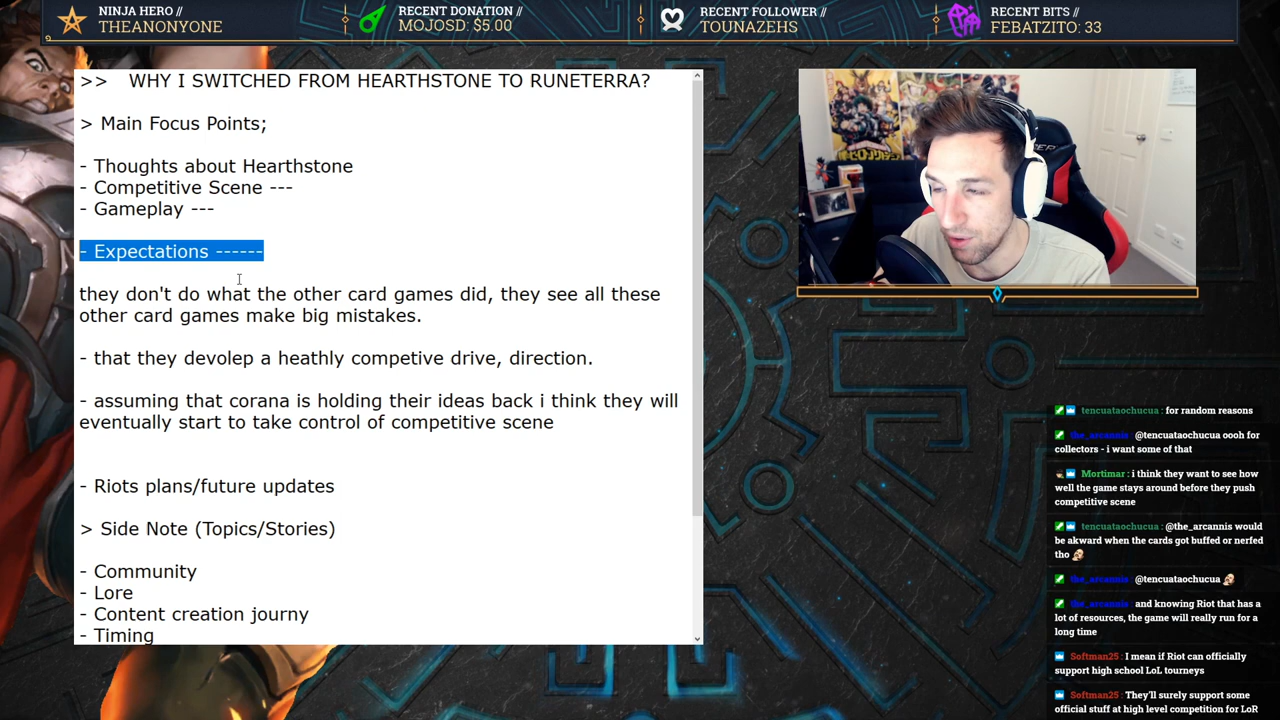 NINJA HERO //
THEANONYONE
RECENT DONATION //
MOJOSD: $5.00
RECENT FOLLOWER //
TOUNAZEHS
RECENT BITS //
FEBATZITO: 33
>> WHY I SWITCHED FROM HEARTHSTONE TO RUNETERRA?
> Main Focus Points;
- Thoughts about Hearthstone
- Competitive Scene ---
- Gameplay ---
- Expectations ------
they don't do what the other card games did, they see all these
other card games make big mistakes.
- that they devolep a heathly competive drive, direction.
- assuming that corana is holding their ideas back i think they will
eventually start to take control of competitive scene
- Riots plans/future updates
> Side Note (Topics/Stories)
- Community
- Lore
- Content creation journy
- Timing
tencuataochucua : for random reasons
the_arcannis : @tencuataochucua oooh for
collectors - i want some of that
Mortimar : i think they want to see how
well the game stays around before they push
competitive scene
tencuataochucua : @the_arcannis would
be akward when the cards got buffed or nerfed
tho
the_arcannis : @tencuataochucua
the_arcannis : and knowing Riot that has a
lot of resources, the game will really run for a
long time
Softman25 : I mean if Riot can officially
support high school LoL tourneys
Softman25 : They'll surely support some
official stuff at high level competition for LoR